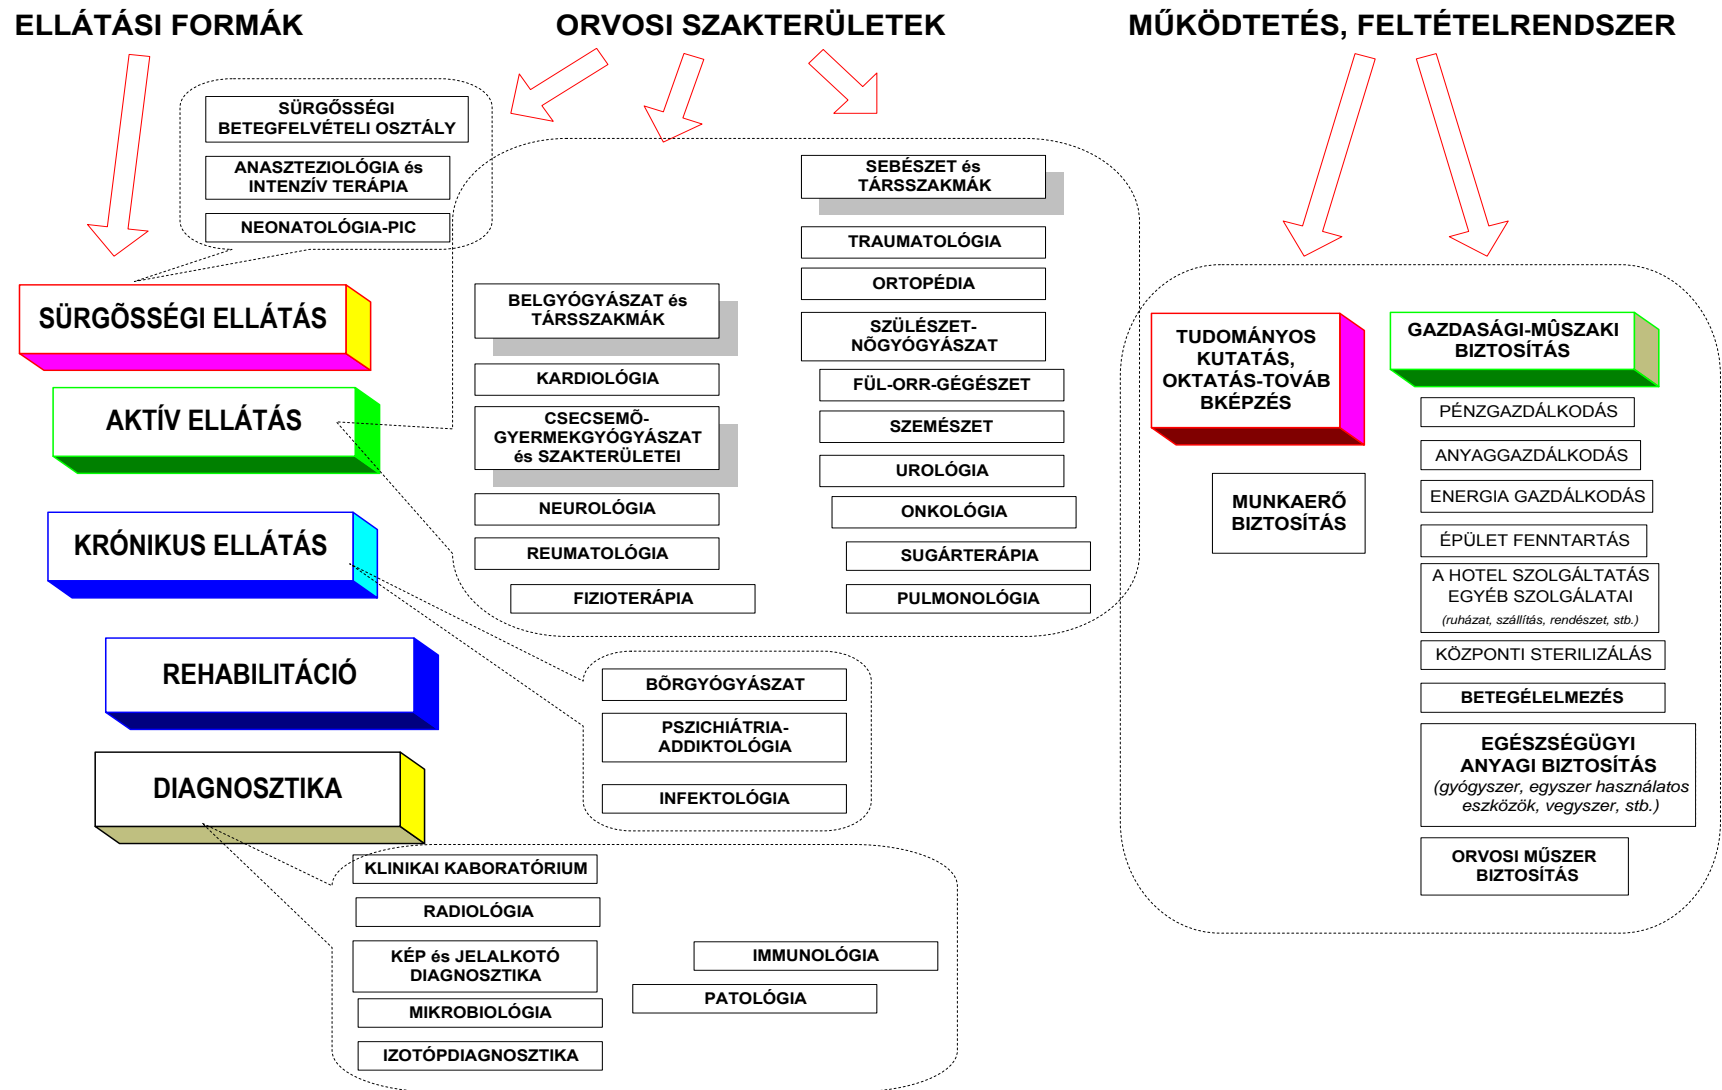 ELLÁTÁSI FORMÁK
ORVOSI SZAKTERÜLETEK
MŰKÖDTETÉS, FELTÉTELRENDSZER
SÜRGŐSSÉGI
BETEGFELVÉTELI OSZTÁLY
ANASZTEZIOLÓGIA és
INTENZÍV TERÁPIA
NEONATOLÓGIA-PIC
SÜRGÕSSÉGI ELLÁTÁS
AKTÍV ELLÁTÁS
KRÓNIKUS ELLÁTÁS
REHABILITÁCIÓ
DIAGNOSZTIKA
BELGYÓGYÁSZAT és
TÁRSSZAKMÁK
KARDIOLÓGIA
CSECSEMÕ-
GYERMEKGYÓGYÁSZAT
és SZAKTERÜLETEI
NEUROLÓGIA
REUMATOLÓGIA
FIZIOTERÁPIA
SEBÉSZET és
TÁRSSZAKMÁK
TRAUMATOLÓGIA
ORTOPÉDIA
SZÜLÉSZET-
NÕGYÓGYÁSZAT
FÜL-ORR-GÉGÉSZET
SZEMÉSZET
UROLÓGIA
ONKOLÓGIA
SUGÁRTERÁPIA
PULMONOLÓGIA
BÕRGYÓGYÁSZAT
PSZICHIÁTRIA-
ADDIKTOLÓGIA
INFEKTOLÓGIA
KLINIKAI KABORATÓRIUM
RADIOLÓGIA
KÉP és JELALKOTÓ
DIAGNOSZTIKA
MIKROBIOLÓGIA
IZOTÓPDIAGNOSZTIKA
IMMUNOLÓGIA
PATOLÓGIA
TUDOMÁNYOS
KUTATÁS,
OKTATÁS-TOVÁB
BKÉPZÉS
MUNKAERŐ
BIZTOSÍTÁS
GAZDASÁGI-MÛSZAKI
BIZTOSÍTÁS
PÉNZGAZDÁLKODÁS
ANYAGGAZDÁLKODÁS
ENERGIA GAZDÁLKODÁS
ÉPÜLET FENNTARTÁS
A HOTEL SZOLGÁLTATÁS
EGYÉB SZOLGÁLATAI
(ruházat, szállítás, rendészet, stb.)
KÖZPONTI STERILIZÁLÁS
BETEGÉLELMEZÉS
EGÉSZSÉGÜGYI
ANYAGI BIZTOSÍTÁS
(gyógyszer, egyszer használatos
eszközök, vegyszer, stb.)
ORVOSI MŰSZER
BIZTOSÍTÁS